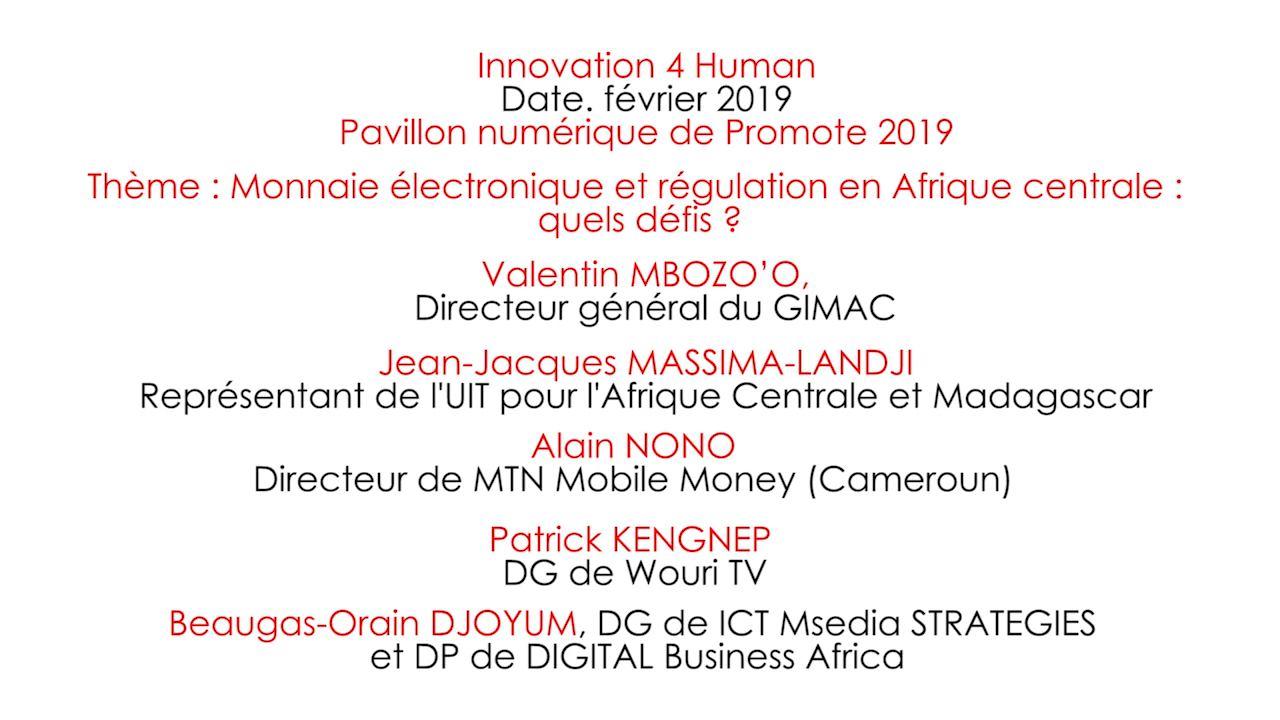 Innovation 4 Human
Date. février 2019
Pavillon numérique de Promote 2019
Thème : Monnaie électronique et régulation en Afrique centrale :
quels défis ?
Valentin MBOZO’O,
Directeur général du GIMAC
Jean-Jacques MASSIMA-LANDJI
Représentant de l'UIT pour l'Afrique Centrale et Madagascar
Alain NONO
Directeur de MTN Mobile Money (Cameroun)
Patrick KENGNEP
DG de Wouri TV
Beaugas-Orain DJOYUM, DG de ICT Msedia STRATEGIES
et DP de DIGITAL Business Africa